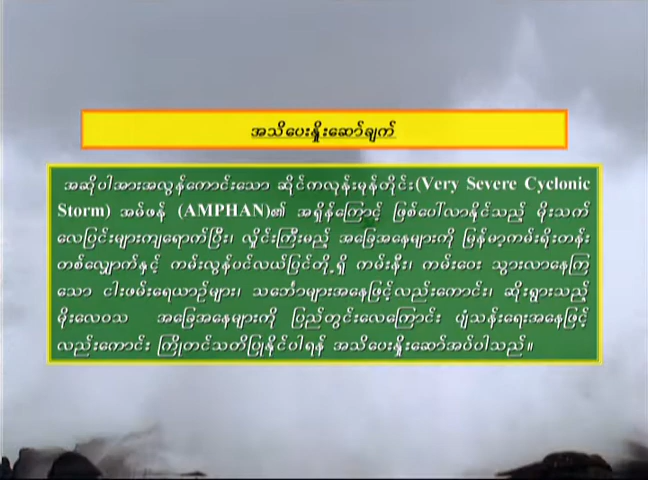 အသိပေးနှိုးဆော်ချက်
အဆိုပါအားအလွန်ကောင်းသော ဆိုင်ကလုန်းမုန်တိုင်း(Very Severe Cyclonic
Storm) အမ်ဖန် (AMPHAN)၏ အရှိန်ကြောင့် ဖြစ်ပေါ်လာနိုင်သည့် မိုးသက်
လေပြင်းများကျရောက်ပြီး၊ လှိုင်းကြီးမည့် အခြေအနေများကို မြန်မာ့ကမ်းရိုးတန်း
တစ်လျှောက်နှင့် ကမ်းလွန်ပင်လယ်ပြင်တို့ရှိ ကမ်းနီး၊ ကမ်းဝေး သွားလာနေကြ
သော ငါးဖမ်းရေယာဉ်များ၊ သင်္ဘောများအနေဖြင့်လည်းကောင်း၊ ဆိုးရွားသည့်
မိုးလေဝသ အခြေအနေများကို ပြည်တွင်းလေကြောင်း ပျံသန်းရေးအနေဖြင့်
လည်းကောင်း ကြိုတင်သတိပြုနိုင်ပါရန် အသိပေးနှိုးဆော်အပ်ပါသည်။